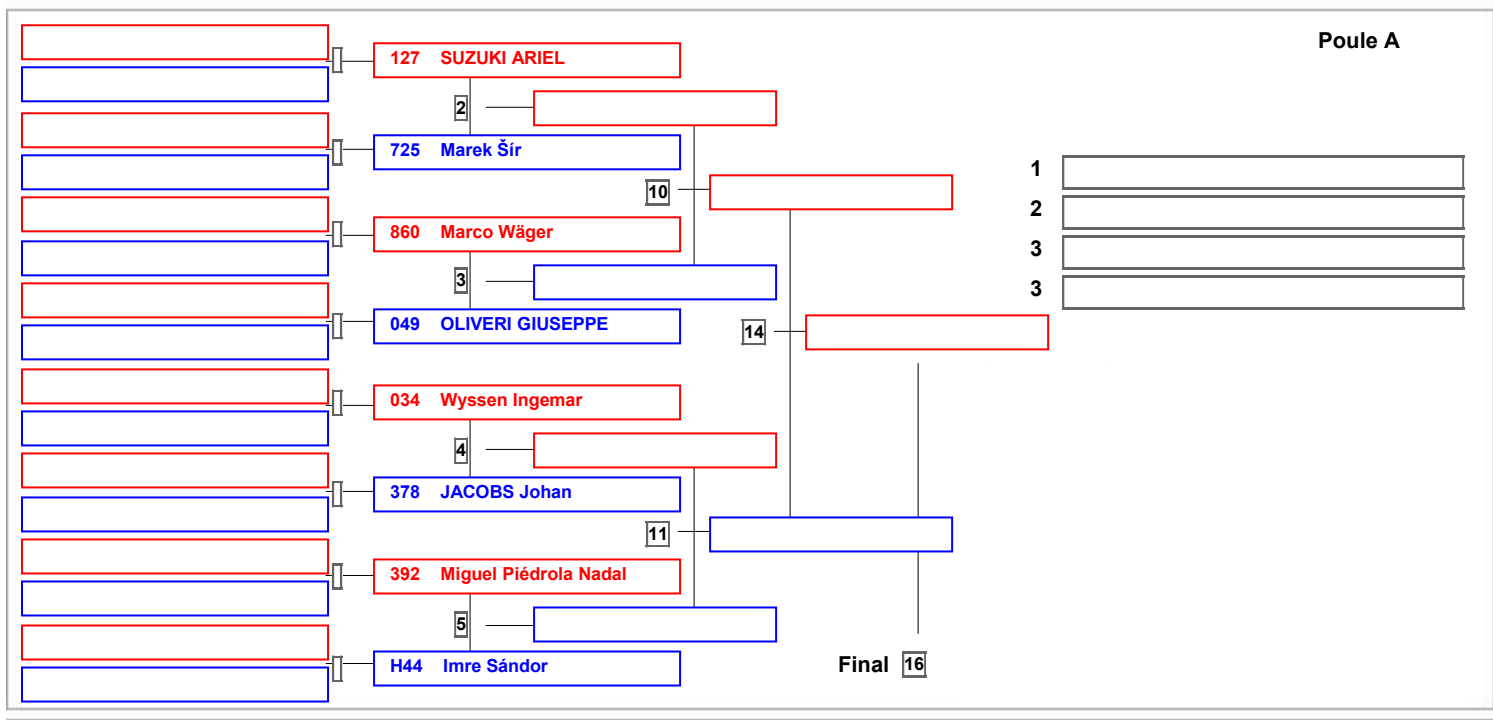 Poule A
127 SUZUKI ARIEL
2
725 Marek Šír
10
860 Marco Wäger
3
049 OLIVERI GIUSEPPE
14
034 Wyssen Ingemar
4
378 JACOBS Johan
11
392 Miguel Piédrola Nadal
5
H44 Imre Sándor
Final 16
1
2
3
3